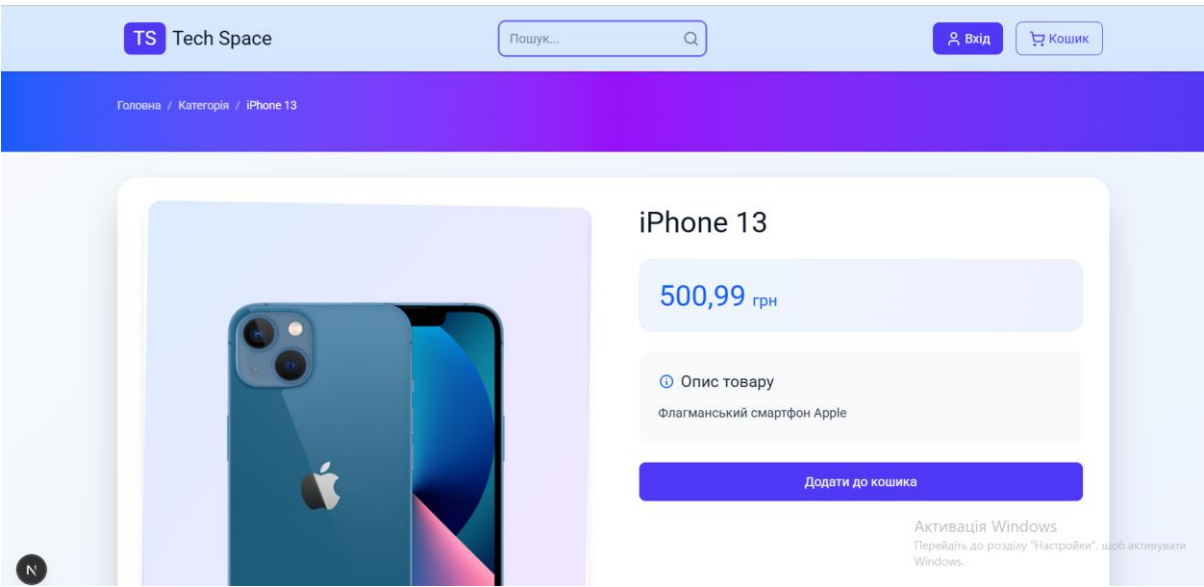 TS Tech Space
Пошук...
Вхід
Кошик
Головна / Категорія / iPhone 13
iPhone 13
500,99 грн
Опис товару
Флагманський смартфон Apple
Додати до кошика
Активація Windows
Перейдіть до розділу "Настройки", щоб активувати
Windows.
N